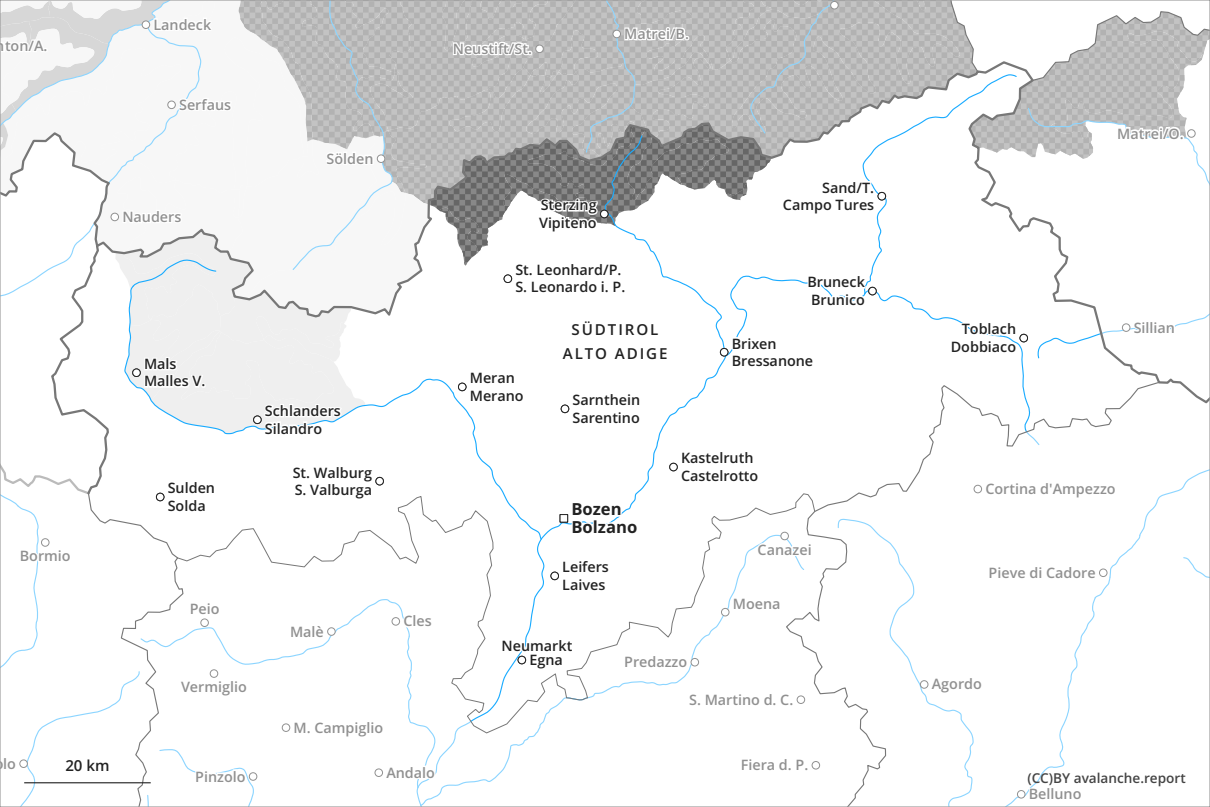 Landeck
nton/A.
Neustift/St.
Matrei/B.
Serfaus
Matrei/O.
Sölden
Sand/T.
Campo Tures
Nauders
Sterzing
Vipiteno
St. Leonhard/P.
S. Leonardo i. P.
Bruneck
Brunico
SÜDTIROL
ALTO ADIGE
Toblach
Dobbiaco
Sillian
Brixen
Bressanone
Mals
Malles V.
Meran
Merano
Sarnthein
Sarentino
Schlanders
Silandro
Kastelruth
Castelrotto
St. Walburg
S. Valburga
Sulden
Solda
Cortina d'Ampezzo
Bozen
Bolzano
Bormio
Canazei
Leifers
Laives
Pieve di Cadore
Peio
Moena
Malè
Cles
Neumarkt
Egna
Predazzo
Vermiglio
Agordo
S. Martino d. C.
M. Campiglio
olo
20 km
Pinzolo
Andalo
Fiera d. P.
(CC)BY avalanche.report
Belluno